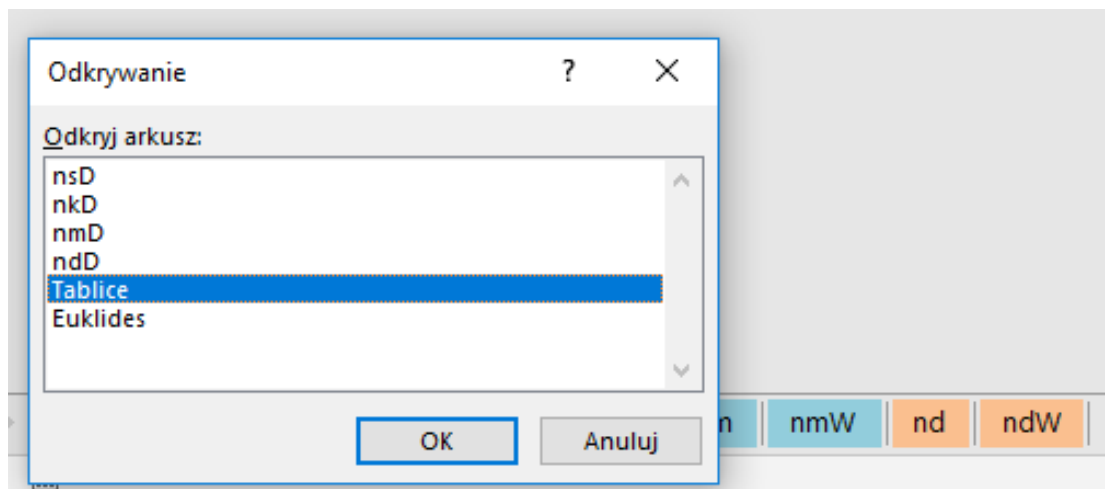 Odkrywanie ?
Odkryj arkusz:
nsD
nkD
nmD
ndD
Tablice
Euklides
OK Anuluj
nmW nd ndW